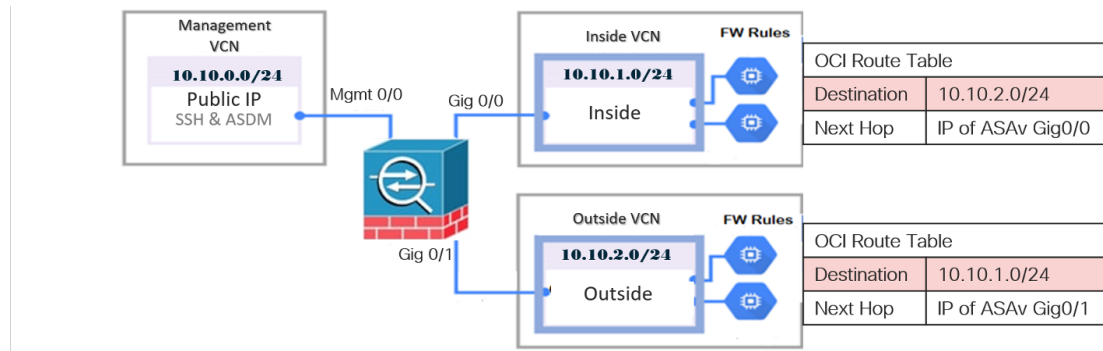 Management
VCN
10.10.0.0/24
Public IP
SSH & ASDM
Mgmt 0/0
Gig 0/0
Gig 0/1
Inside VCN
10.10.1.0/24
Inside
FW Rules
OCI Route Table
Destination 10.10.2.0/24
Next Hop IP of ASAv Gig0/0
Outside VCN
10.10.2.0/24
Outside
FW Rules
OCI Route Table
Destination 10.10.1.0/24
Next Hop IP of ASAv Gig0/1